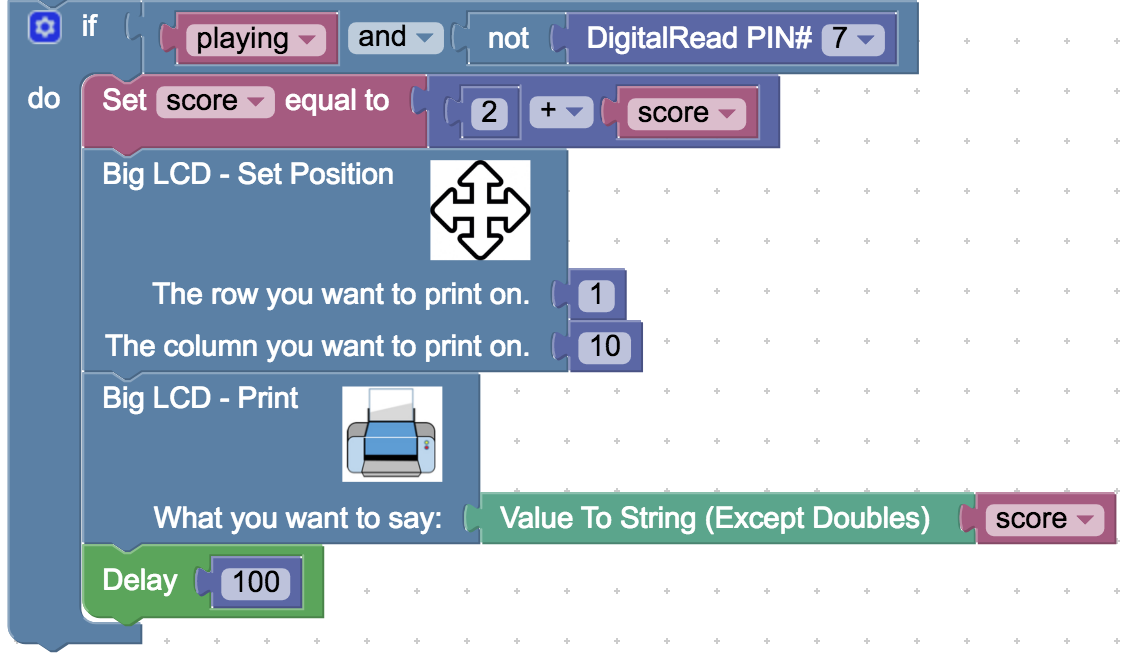 if playing and not DigitalRead PIN# 7
do Set score equal to 2 + score
Big LCD - Set Position
The row you want to print on. 1
The column you want to print on. 10
Big LCD - Print
What you want to say: Value To String (Except Doubles) score
Delay 100